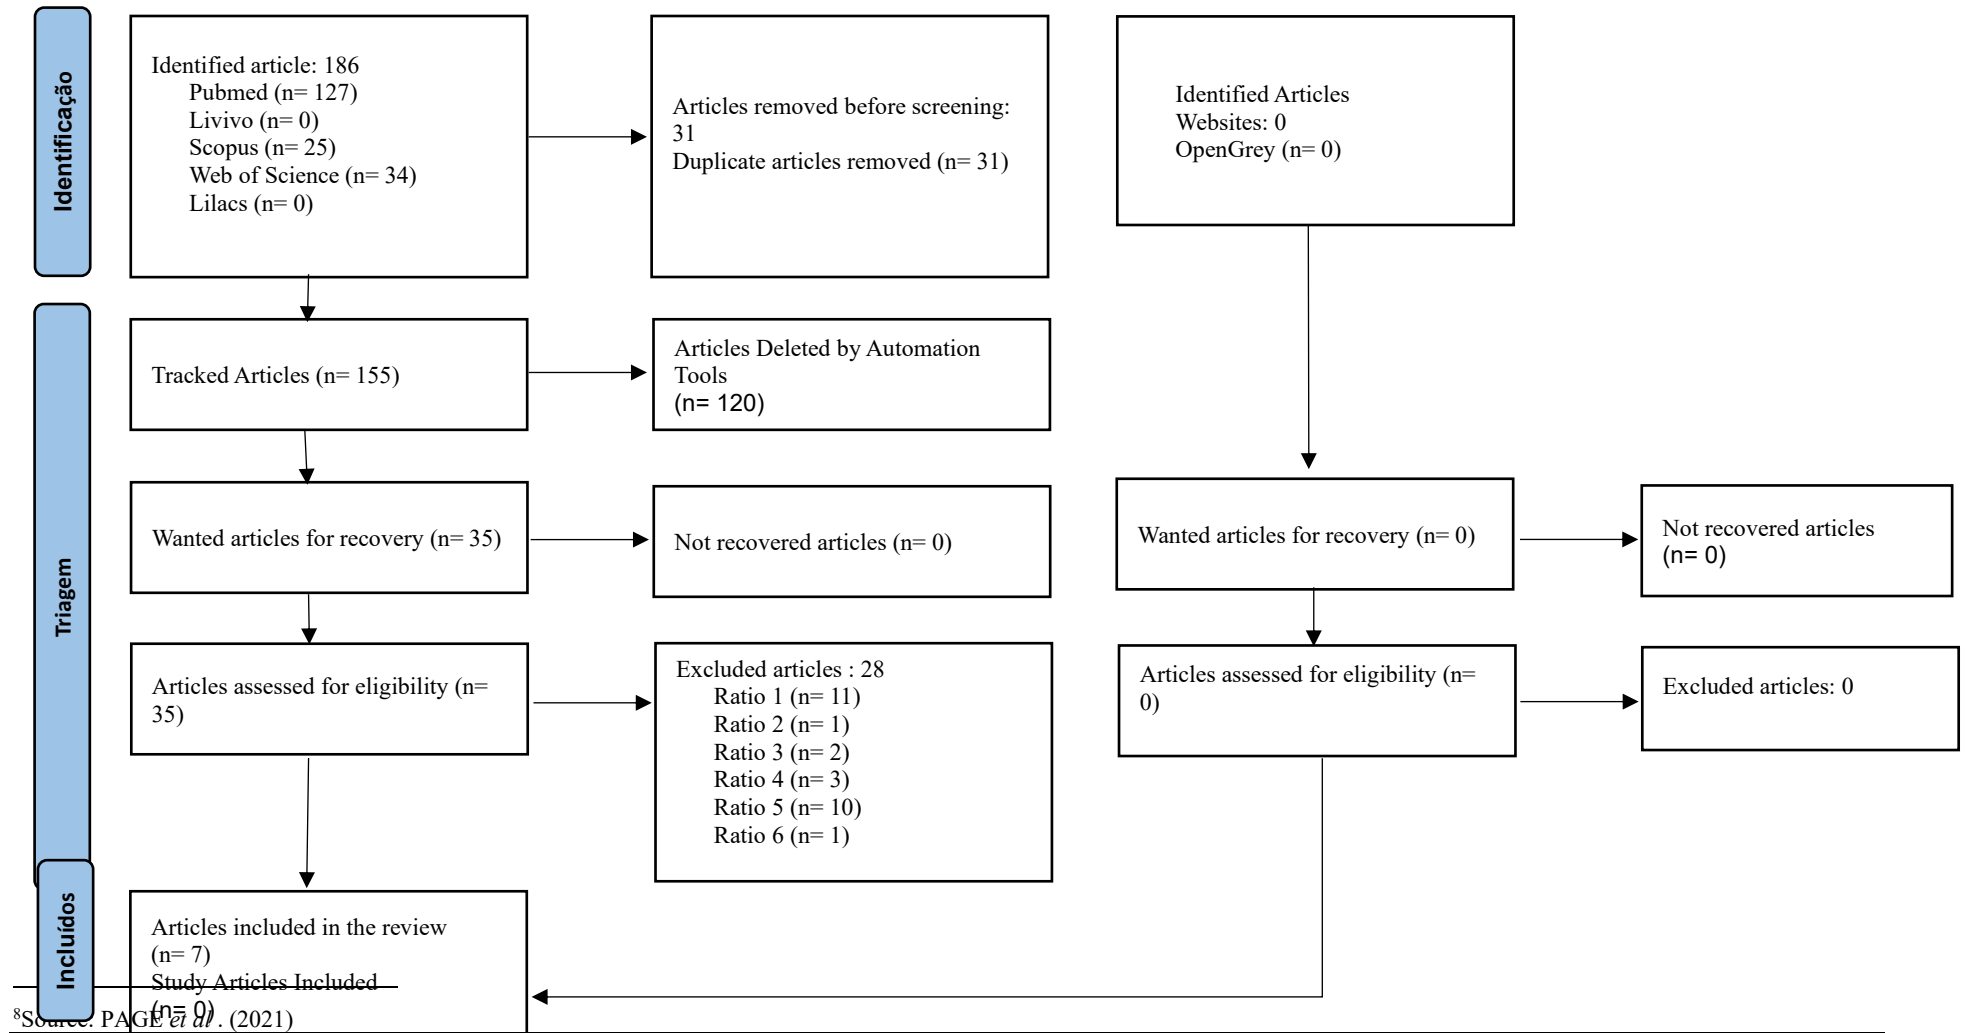 Identificação
Identified article: 186
Pubmed (n= 127)
Livivo (n= 0)
Scopus (n= 25)
Web of Science (n= 34)
Lilacs (n= 0)
Articles removed before screening:
31
Duplicate articles removed (n= 31)
Identified Articles
Websites: 0
OpenGrey (n= 0)
Triagem
Tracked Articles (n= 155)
Articles Deleted by Automation
Tools
(n= 120)
Wanted articles for recovery (n= 35)
Not recovered articles (n= 0)
Wanted articles for recovery (n= 0)
Not recovered articles
(n= 0)
Articles assessed for eligibility (n=
35)
Excluded articles : 28
Ratio 1 (n= 11)
Ratio 2 (n= 1)
Ratio 3 (n= 2)
Ratio 4 (n= 3)
Ratio 5 (n= 10)
Ratio 6 (n= 1)
Articles assessed for eligibility (n=
0)
Excluded articles: 0
Incluídos
Articles included in the review
(n= 7)
Study Articles Included
(n= 0)
⁸Source: PAGE et al . (2021)